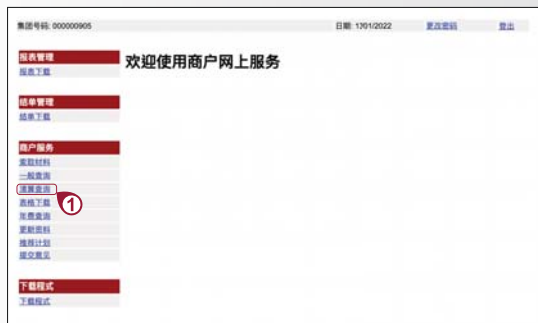 集团号码: 000000905 日期: 17/01/2022 更改密码 登出
报表管理
报表下载
欢迎使用商户网上服务
结单管理
结单下载
商户服务
索取材料
一般查询
清算查询
1
表格下载
年费查询
更新资料
推荐计划
提交意见
下载程式
下载程式